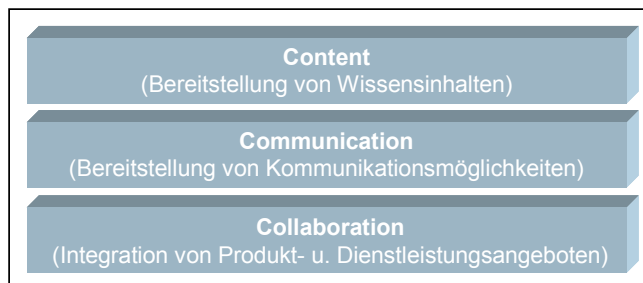 Content
(Bereitstellung von Wissensinhalten)
Communication
(Bereitstellung von Kommunikationsmöglichkeiten)
Collaboration
(Integration von Produkt- u. Dienstleistungsangeboten)